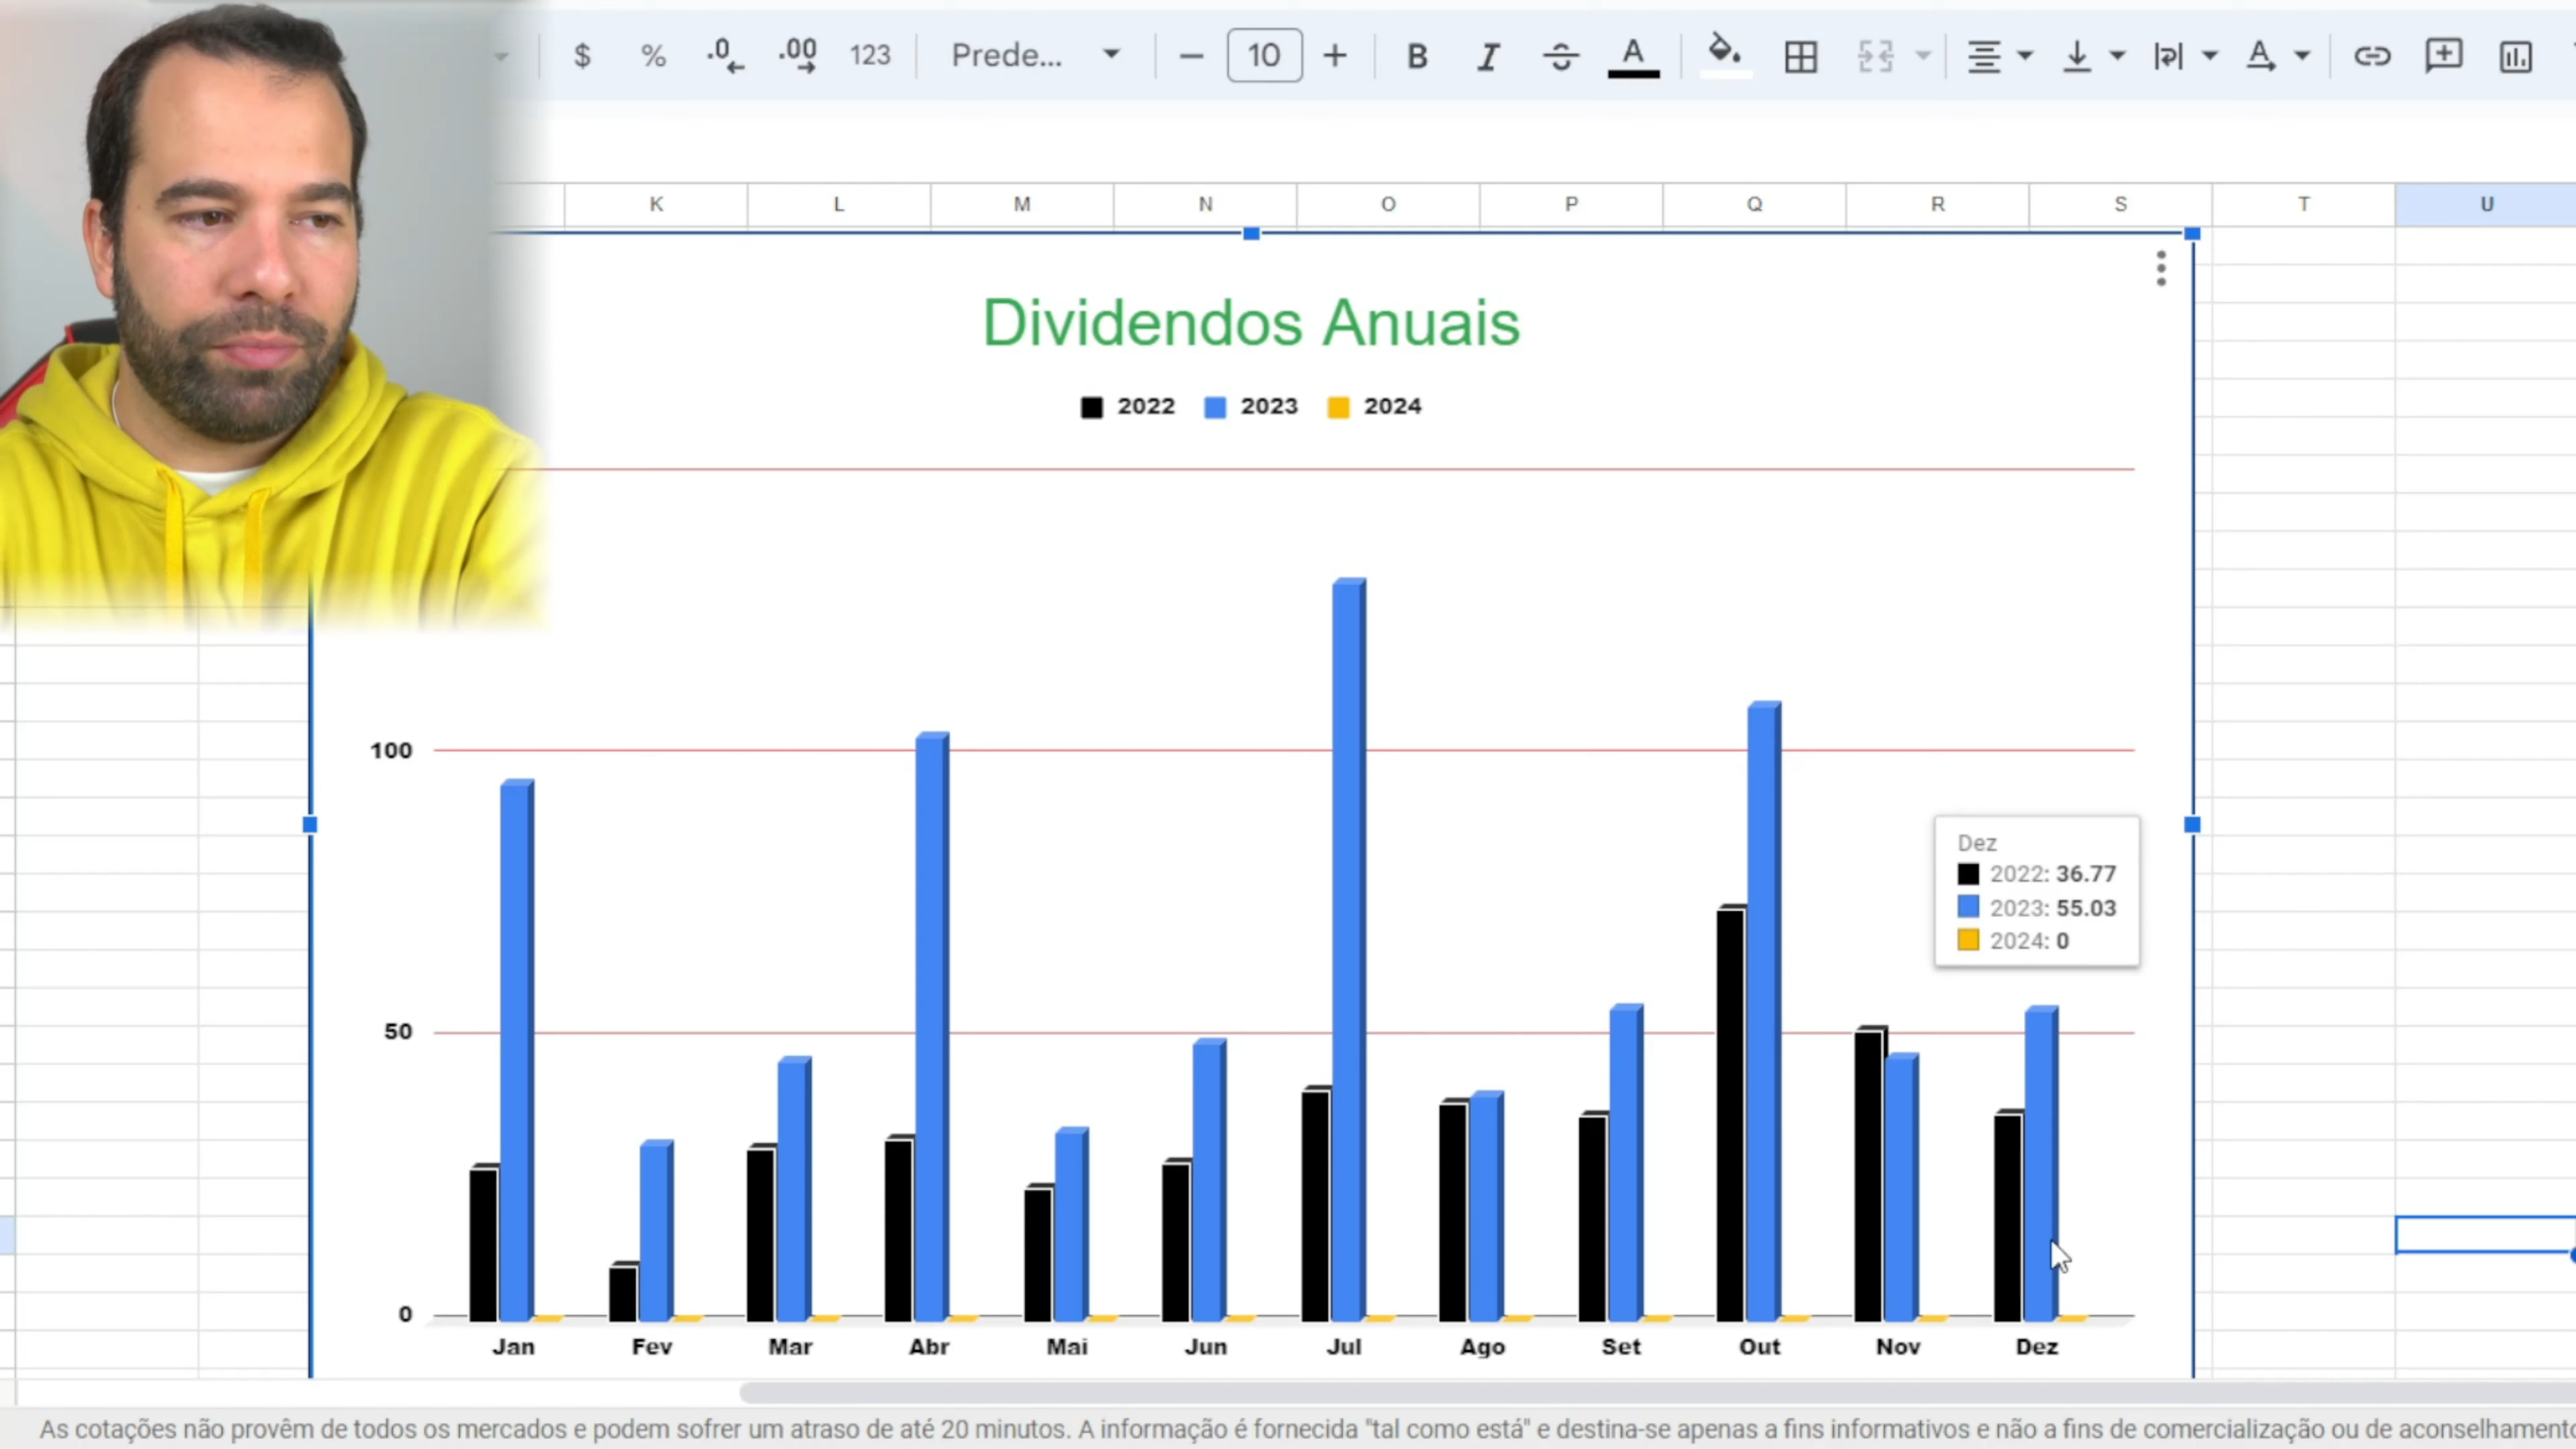 $ % .0 .00 123 Prede... − 10 + B I A A
K L M N O P Q R S T U
Dividendos Anuais
2022 2023 2024
100
Dez
2022: 36.77
2023: 55.03
2024: 0
50
0
Jan Fev Mar Abr Mai Jun Jul Ago Set Out Nov Dez
As cotações não provêm de todos os mercados e podem sofrer um atraso de até 20 minutos. A informação é fornecida "tal como está" e destina-se apenas a fins informativos e não a fins de comercialização ou de aconselhament